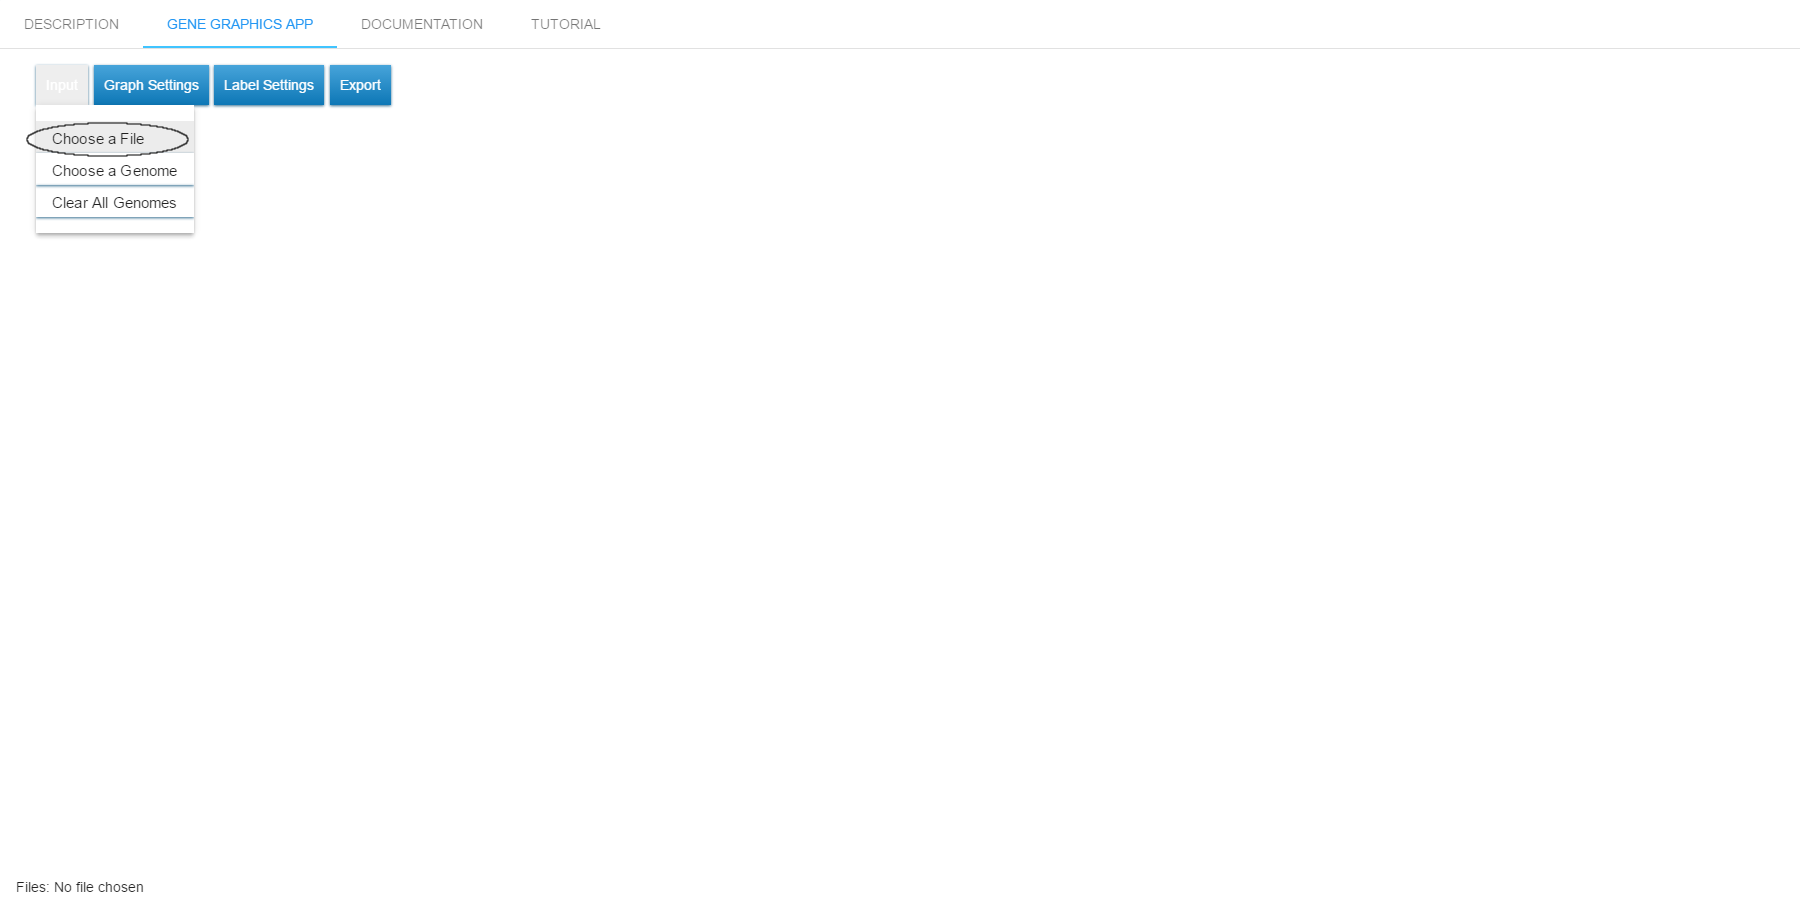 DESCRIPTION GENE GRAPHICS APP DOCUMENTATION TUTORIAL
Input Graph Settings Label Settings Export
Choose a File
Choose a Genome
Clear All Genomes
Files: No file chosen